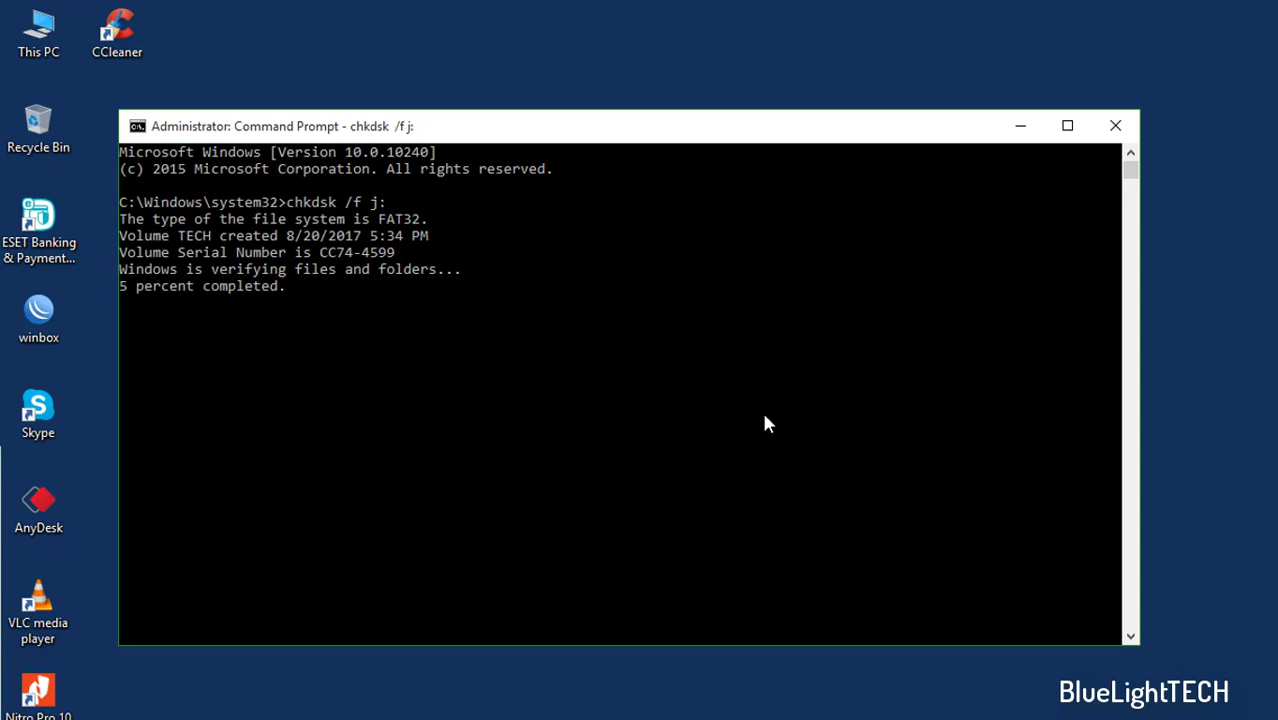 This PC
CCleaner
Recycle Bin
ESET Banking
& Payment...
winbox
Skype
AnyDesk
VLC media
player
Nitro Pro 10
Administrator: Command Prompt - chkdsk  /f j:
Microsoft Windows [Version 10.0.10240]
(c) 2015 Microsoft Corporation. All rights reserved.
C:\Windows\system32>chkdsk /f j:
The type of the file system is FAT32.
Volume TECH created 8/20/2017 5:34 PM
Volume Serial Number is CC74-4599
Windows is verifying files and folders...
5 percent completed.
BlueLightTECH